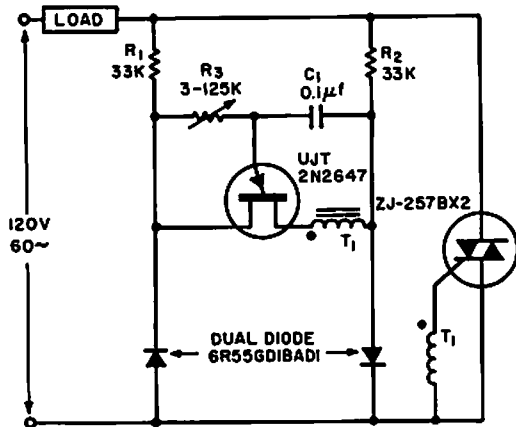 LOAD
R1
33K
R3
3-125K
C1
0.1μf
R2
33K
UJT
2N2647
ZJ-257BX2
120V
60~
T1
DUAL DIODE
6R55GDIBADI
T1